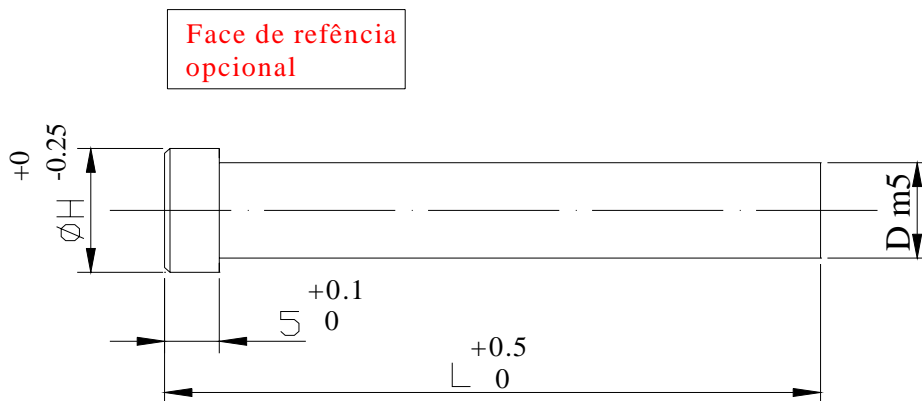 Face de refência
opcional
+0
-0.25
ØH
D m5
+0.1
5 0
+0.5
L 0